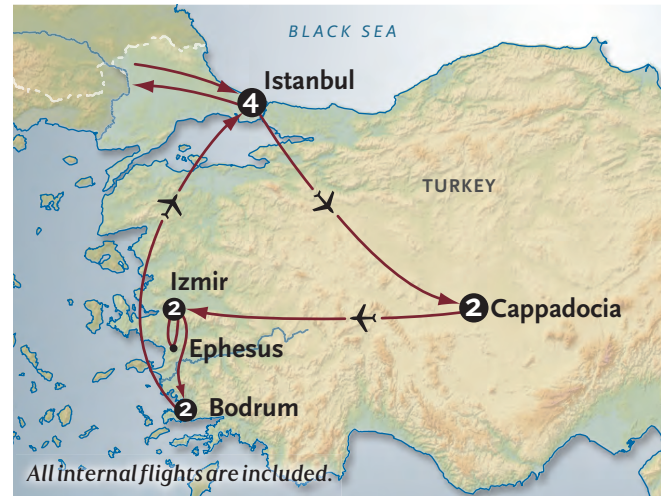 BLACK SEA
Istanbul
4
TURKEY
Izmir
2
2
Cappadocia
Ephesus
2
Bodrum
All internal flights are included.